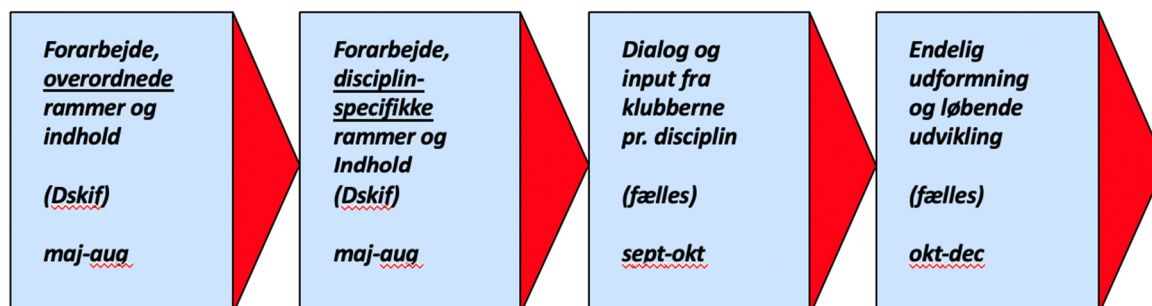 Forarbejde,
overordnede
rammer og
indhold
(Dskif)
maj-aug
Forarbejde,
disciplin-
specifikke
rammer og
Indhold
(Dskif)
maj-aug
Dialog og
input fra
klubberne
pr. disciplin
(fælles)
sept-okt
Endelig
udformning
og løbende
udvikling
(fælles)
okt-dec